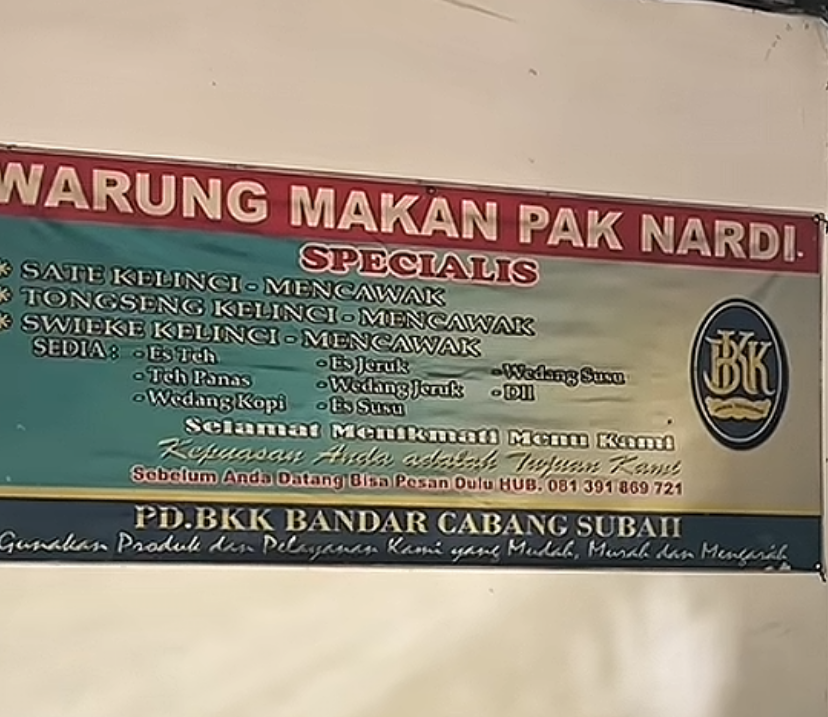 WARUNG MAKAN PAK NARDI
SPECIALIS
* SATE KELINCI - MENCAWAK
* TONGSENG KELINCI - MENCAWAK
* SWIEKE KELINCI - MENCAWAK
SEDIA : - Es Teh - Es Jeruk - Wedang Susu
- Teh Panas - Wedang Jeruk - Dll
- Wedang Kopi - Es Susu
Selamat Menikmati Menu Kami
Kepuasan Anda adalah Tujuan Kami
Sebelum Anda Datang Bisa Pesan Dulu HUB. 081 391 869 721
BKK
PD.BKK BANDAR CABANG SUBAH
Gunakan Produk dan Pelayanan Kami yang Mudah, Murah dan Mengarah